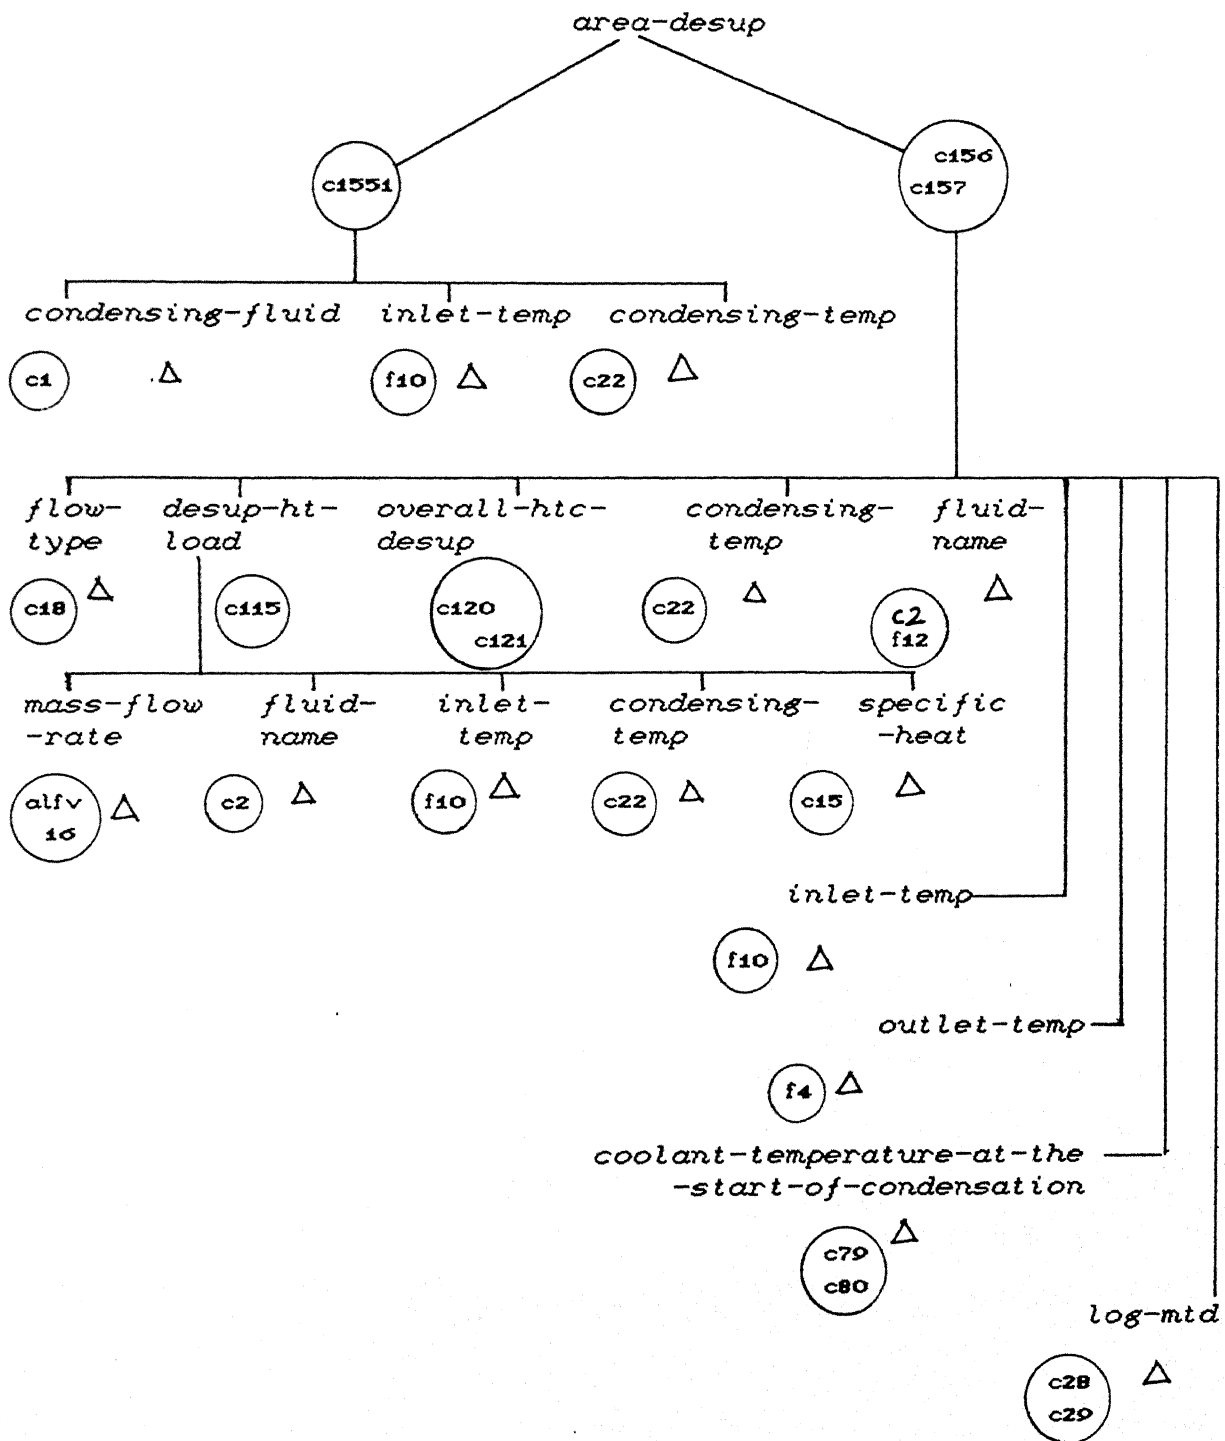 area-desup
c1551
c156
c157
condensing-fluid inlet-temp condensing-temp
c1 f10 c22
flow- desup-ht- overall-htc- condensing- fluid-
type load desup temp name
c18 c115 c120 c22 c2
c121 f12
mass-flow fluid- inlet- condensing- specific
-rate name temp temp -heat
alfv c2 f10 c22 c15
16
inlet-temp
f10
outlet-temp
f4
coolant-temperature-at-the
-start-of-condensation
c79
c80
log-mtd
c28
c29